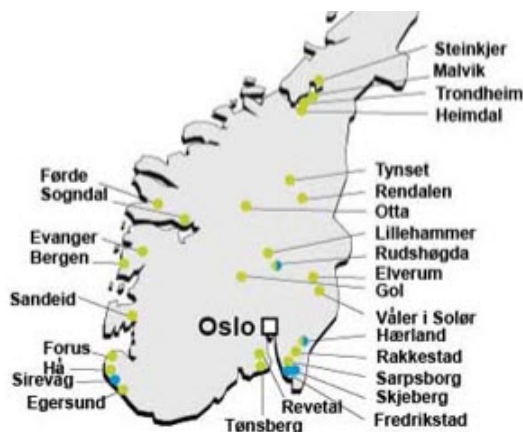 Steinkjer
Malvik
Trondheim
Heimdal
Tynset
Rendalen
Otta
Lillehammer
Rudshøgda
Elverum
Gol
Våler i Solør
Hærland
Rakkestad
Sarpsborg
Skjeberg
Fredrikstad
Revetal
Tønsberg
Oslo
Førde
Sogndal
Evanger
Bergen
Sandeid
Forus
Hå
Sirevåg
Egersund